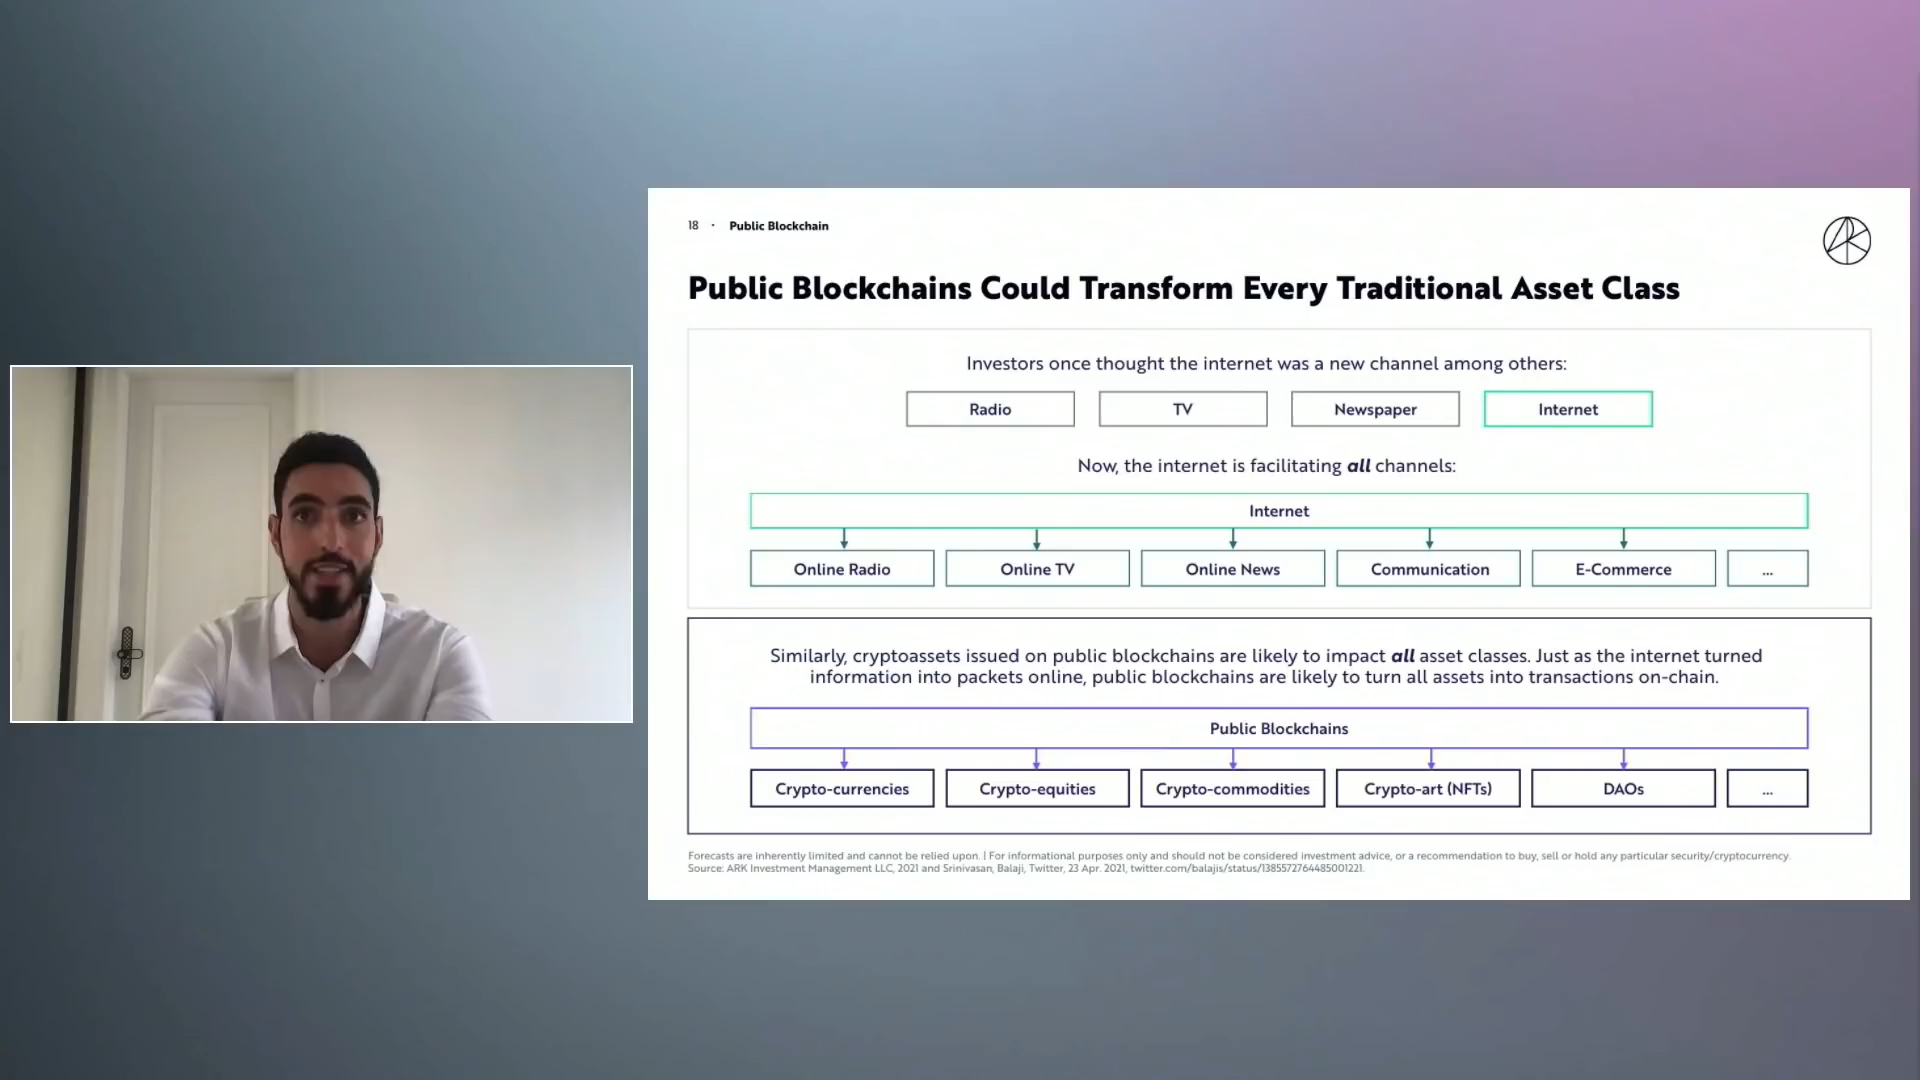 18 · Public Blockchain
Public Blockchains Could Transform Every Traditional Asset Class
Investors once thought the internet was a new channel among others:
Radio
TV
Newspaper
Internet
Now, the internet is facilitating all channels:
Internet
Online Radio
Online TV
Online News
Communication
E-Commerce
...
Similarly, cryptoassets issued on public blockchains are likely to impact all asset classes. Just as the internet turned
information into packets online, public blockchains are likely to turn all assets into transactions on-chain.
Public Blockchains
Crypto-currencies
Crypto-equities
Crypto-commodities
Crypto-art (NFTs)
DAOs
...
Forecasts are inherently limited and cannot be relied upon. | For informational purposes only and should not be considered investment advice, or a recommendation to buy, sell or hold any particular security/cryptocurrency.
Source: ARK Investment Management LLC, 2021 and Srinivasan, Balaji, Twitter, 23 Apr. 2021, twitter.com/balajis/status/1385572764485001221.